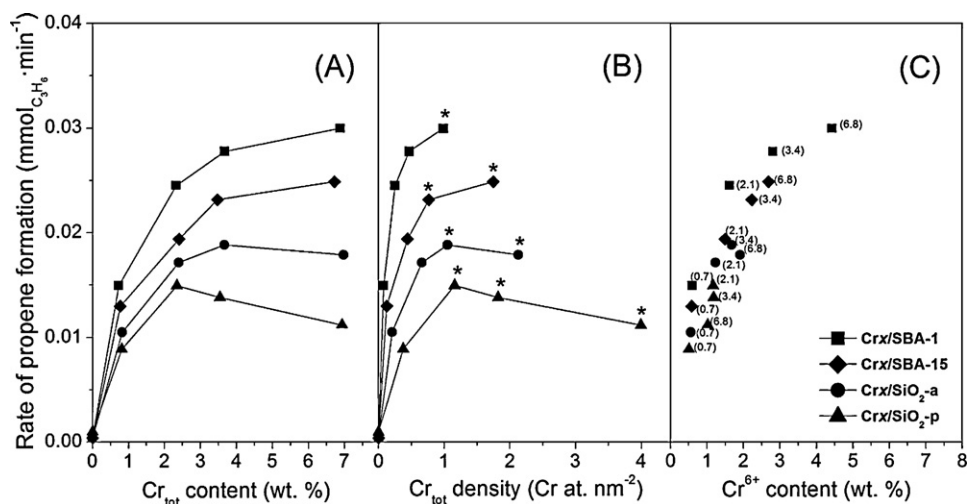 Rate of propene formation (mmol C3H6·min-1)
0.04
0.03
0.02
0.01
0.00
(A)
0 1 2 3 4 5 6 7
Crtot content (wt. %)
(B)
*
* *
* *
* * *
0 1 2 3 4
Crtot density (Cr at. nm-2)
(C)
(6.8)
(3.4)
(2.1) (6.8)
(3.4)
(2.1)
(3.4)
(6.8)
(2.1)
(0.7) (2.1)
(3.4)
(0.7)
(6.8)
(0.7)
(0.7)
Crx/SBA-1
Crx/SBA-15
Crx/SiO2-a
Crx/SiO2-p
0 1 2 3 4 5 6 7 8
Cr6+ content (wt. %)